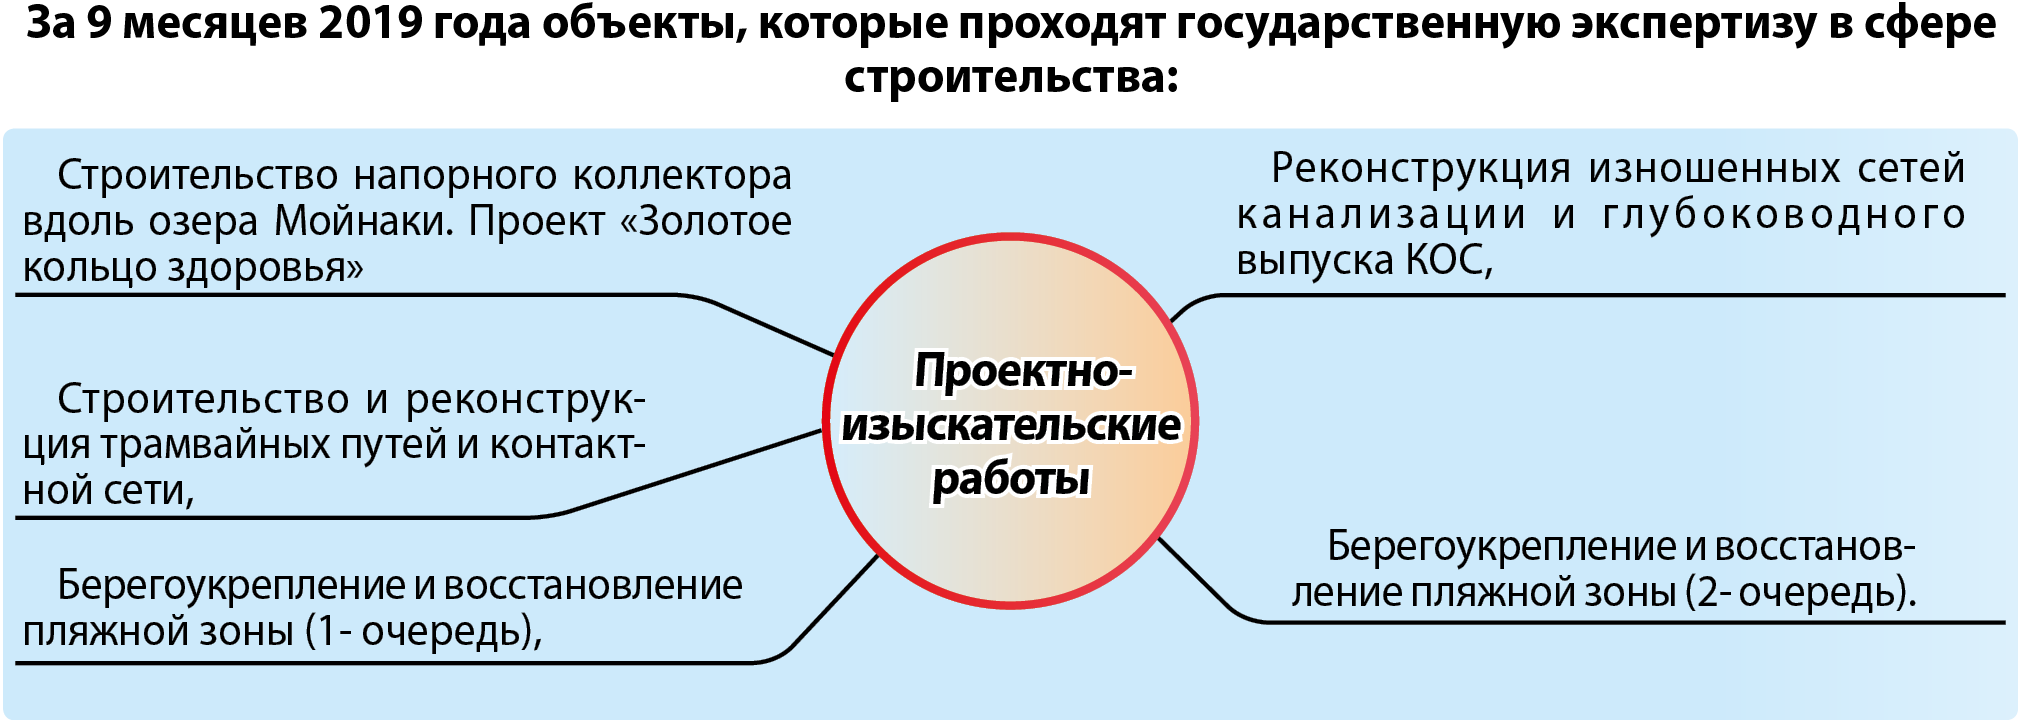 За 9 месяцев 2019 года объекты, которые проходят государственную экспертизу в сфере
строительства:
Строительство напорного коллектора
вдоль озера Мойнаки. Проект «Золотое
кольцо здоровья»
Строительство и реконструк-
ция трамвайных путей и контакт-
ной сети,
Берегоукрепление и восстановление
пляжной зоны (1- очередь),
Проектно-
изыскательские
работы
Реконструкция изношенных сетей
канализации и глубоководного
выпуска КОС,
Берегоукрепление и восстанов-
ление пляжной зоны (2- очередь).